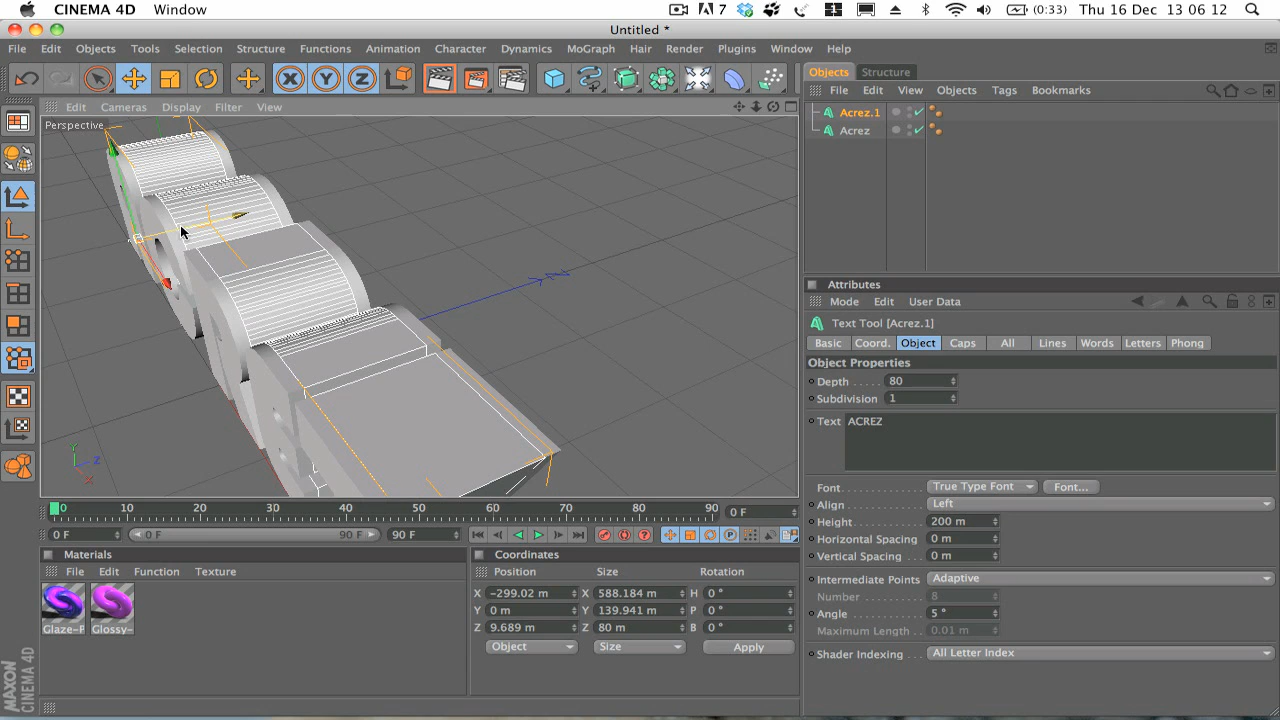 CINEMA 4D Window 7 (0:33) Thu 16 Dec 13 06 12
Untitled *
File Edit Objects Tools Selection Structure Functions Animation Character Dynamics MoGraph Hair Render Plugins Window Help
X Y Z
Objects Structure
File Edit View Objects Tags Bookmarks
Edit Cameras Display Filter View
Perspective
Acrez.1
Acrez
Attributes
Mode Edit User Data
Text Tool [Acrez.1]
Basic Coord. Object Caps All Lines Words Letters Phong
Object Properties
Depth 80
Subdivision 1
Text ACREZ
Y Z X
Font True Type Font Font...
Align Left
Height 200 m
Horizontal Spacing 0 m
Vertical Spacing 0 m
Intermediate Points Adaptive
Number 8
Angle 5 °
Maximum Length 0.01 m
Shader Indexing All Letter Index
0 10 20 30 40 50 60 70 80 90 0 F
0 F 0 F 90 F 90 F
Materials
File Edit Function Texture
Glaze-P Glossy-
Coordinates
Position Size Rotation
X -299.02 m X 588.184 m H 0 °
Y 0 m Y 139.941 m P 0 °
Z 9.689 m Z 80 m B 0 °
Object Size Apply
MAXON CINEMA 4D